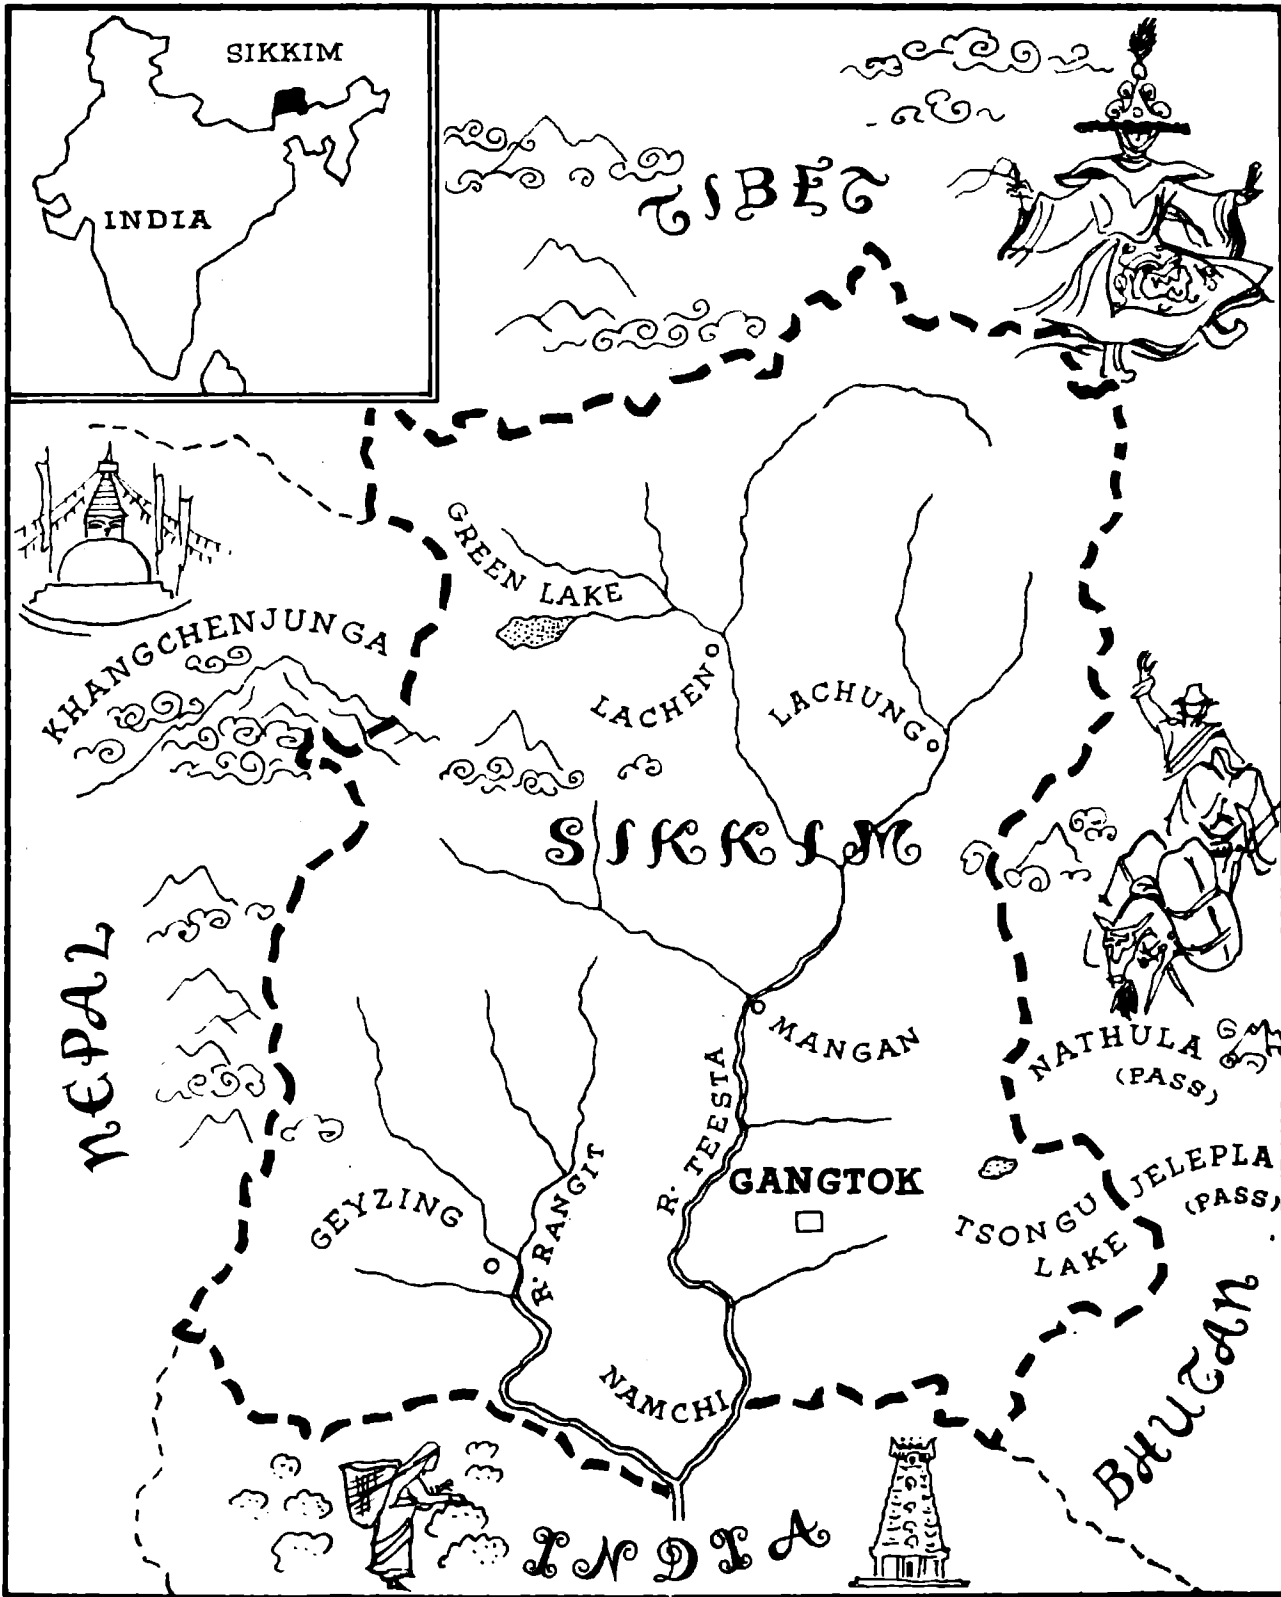 SIKKIM
INDIA
TIBET
GREEN LAKE
KHANGCHENJUNGA
LACHEN
LACHUNG
SIKKIM
NEPAL
MANGAN
NATHULA
(PASS)
R. TEESTA
R. RANGIT
GEYZING
GANGTOK
JELEPLA
(PASS)
TSONGU
LAKE
NAMCHI
BHUTAN
INDIA